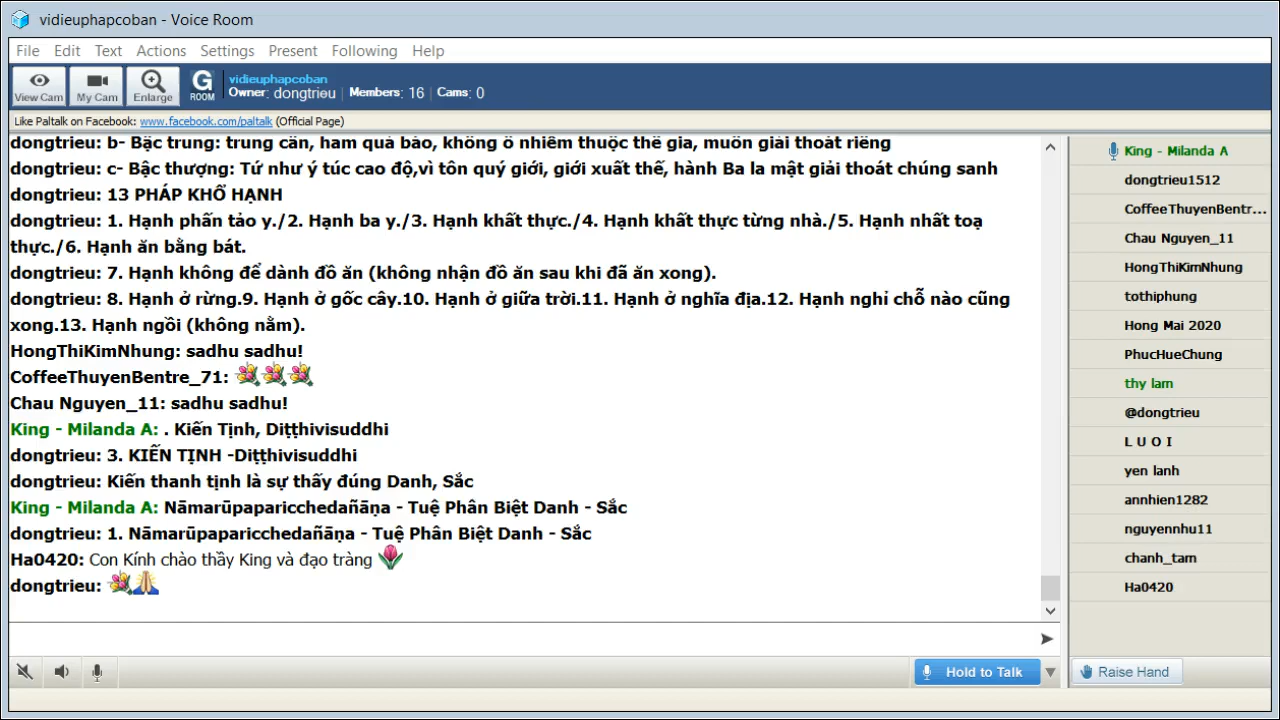 vidieuphapcoban - Voice Room
File Edit Text Actions Settings Present Following Help
View Cam My Cam Enlarge G ROOM
vidieuphapcoban
Owner: dongtrieu | Members: 16 | Cams: 0
Like Paltalk on Facebook: www.facebook.com/paltalk (Official Page)
dongtrieu: b- Bậc trung: trung căn, ham quả báo, không ô nhiêm thuộc thế gia, muôn giải thoát riêng
dongtrieu: c- Bậc thượng: Tứ như ý túc cao độ,vì tôn quý giới, giới xuất thế, hành Ba la mật giải thoát chúng sanh
dongtrieu: 13 PHÁP KHỔ HẠNH
dongtrieu: 1. Hạnh phấn tảo y./2. Hạnh ba y./3. Hạnh khất thực./4. Hạnh khất thực từng nhà./5. Hạnh nhất toạ
thực./6. Hạnh ăn bằng bát.
dongtrieu: 7. Hạnh không để dành đồ ăn (không nhận đồ ăn sau khi đã ăn xong).
dongtrieu: 8. Hạnh ở rừng.9. Hạnh ở gốc cây.10. Hạnh ở giữa trời.11. Hạnh ở nghĩa địa.12. Hạnh nghỉ chỗ nào cũng
xong.13. Hạnh ngồi (không nằm).
HongThiKimNhung: sadhu sadhu!
CoffeeThuyenBentre_71:
Chau Nguyen_11: sadhu sadhu!
King - Milanda A: . Kiến Tịnh, Diṭṭhivisuddhi
dongtrieu: 3. KIẾN TỊNH -Diṭṭhivisuddhi
dongtrieu: Kiến thanh tịnh là sự thấy đúng Danh, Sắc
King - Milanda A: Nāmarūpaparicchedañāṇa - Tuệ Phân Biệt Danh - Sắc
dongtrieu: 1. Nāmarūpaparicchedañāṇa - Tuệ Phân Biệt Danh - Sắc
Ha0420: Con Kính chào thầy King và đạo tràng
dongtrieu:
King - Milanda A
dongtrieu1512
CoffeeThuyenBentr...
Chau Nguyen_11
HongThiKimNhung
tothiphung
Hong Mai 2020
PhucHueChung
thy lam
@dongtrieu
L U O I
yen lanh
annhien1282
nguyennhu11
chanh_tam
Ha0420
Hold to Talk
Raise Hand